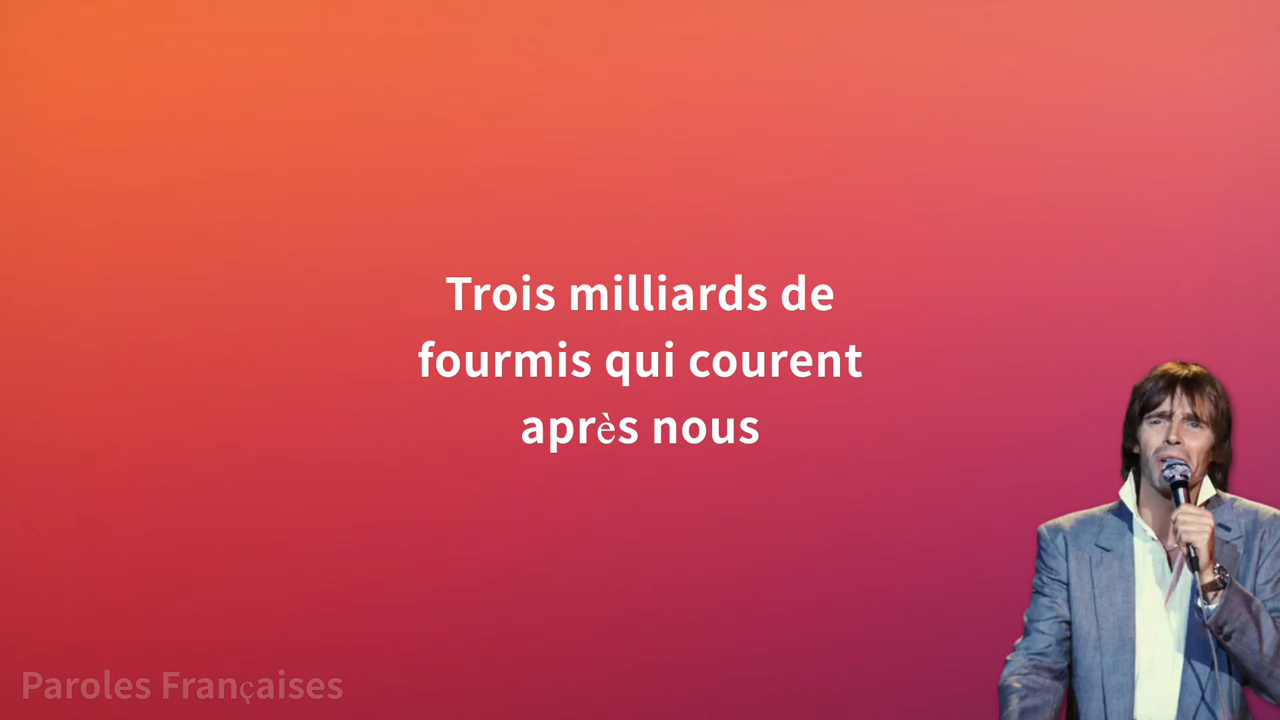 Trois milliards de
fourmis qui courent
après nous
Paroles Françaises